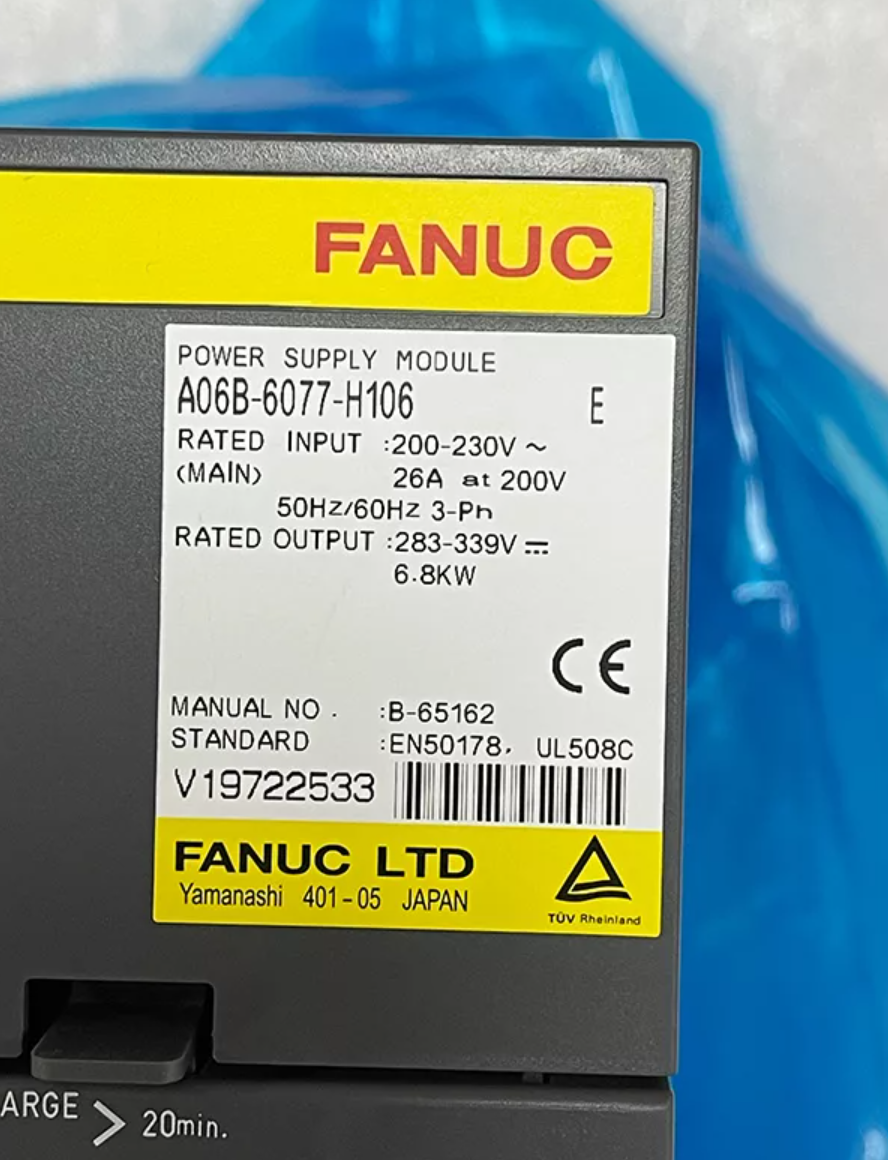 FANUC
POWER SUPPLY MODULE
A06B-6077-H106 E
RATED INPUT :200-230V ~
(MAIN) 26A at 200V
50Hz/60Hz 3-Ph
RATED OUTPUT :283-339V ⎓
6.8KW
CE
MANUAL NO. :B-65162
STANDARD :EN50178, UL508C
V19722533
FANUC LTD
Yamanashi 401-05 JAPAN
TÜV Rheinland
ARGE > 20min.